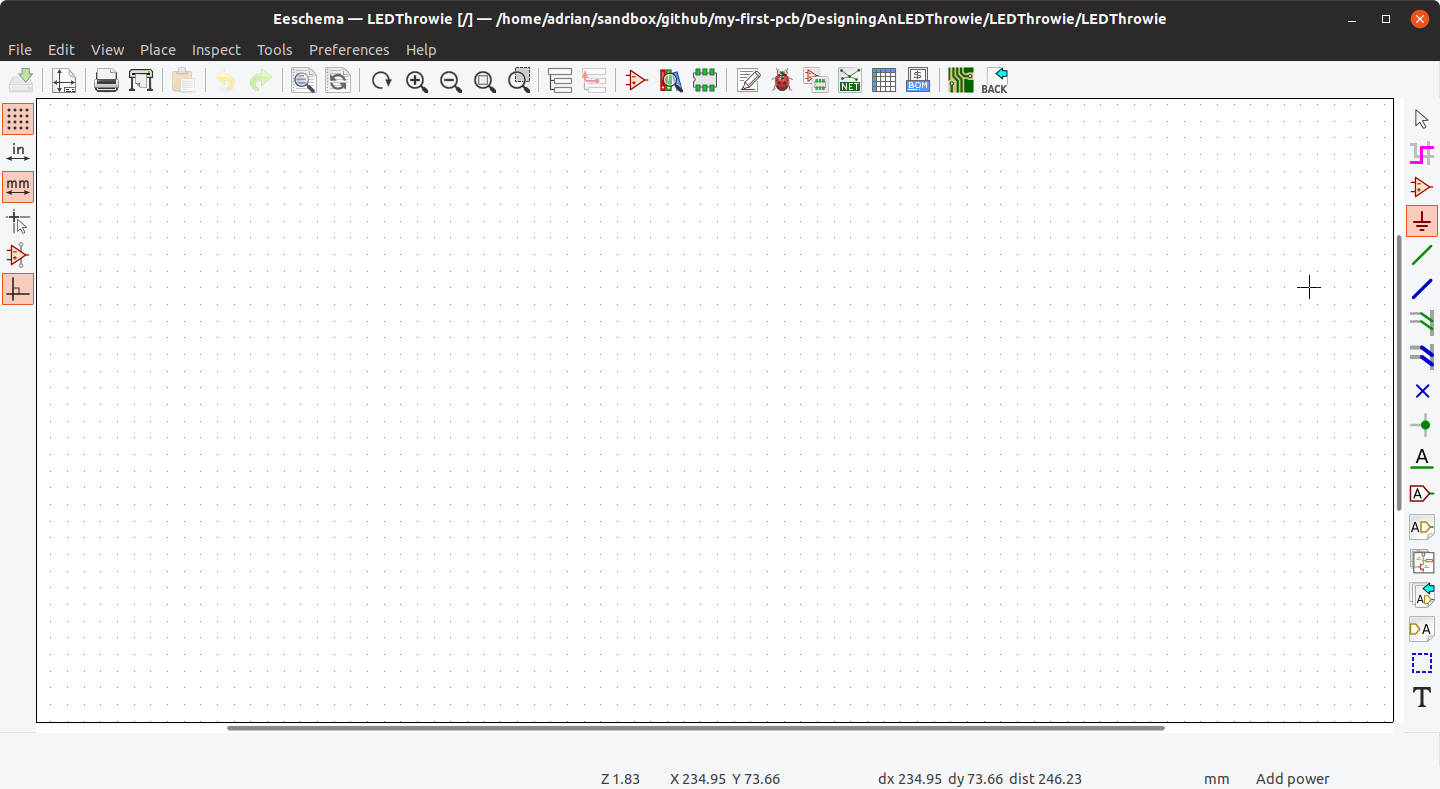 Eeschema — LEDThrowie [/] — /home/adrian/sandbox/github/my-first-pcb/DesigningAnLEDThrowie/LEDThrowie/LEDThrowie
File Edit View Place Inspect Tools Preferences Help
NET
$
BOM
BACK
in
mm
A
A
AD
AD
DA
T
Z 1.83 X 234.95 Y 73.66 dx 234.95 dy 73.66 dist 246.23 mm Add power